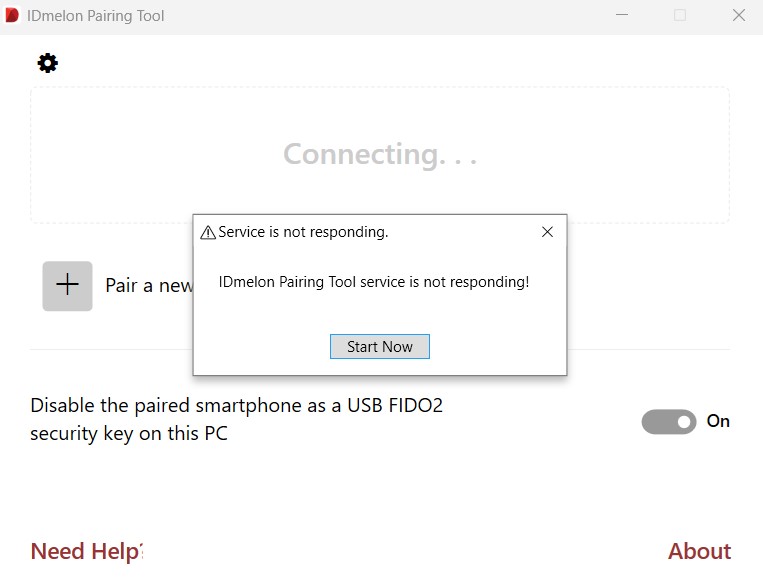 IDmelon Pairing Tool
Connecting. . .
Service is not responding.
IDmelon Pairing Tool service is not responding!
Pair a new
Start Now
Disable the paired smartphone as a USB FIDO2
security key on this PC
On
Need Help?
About